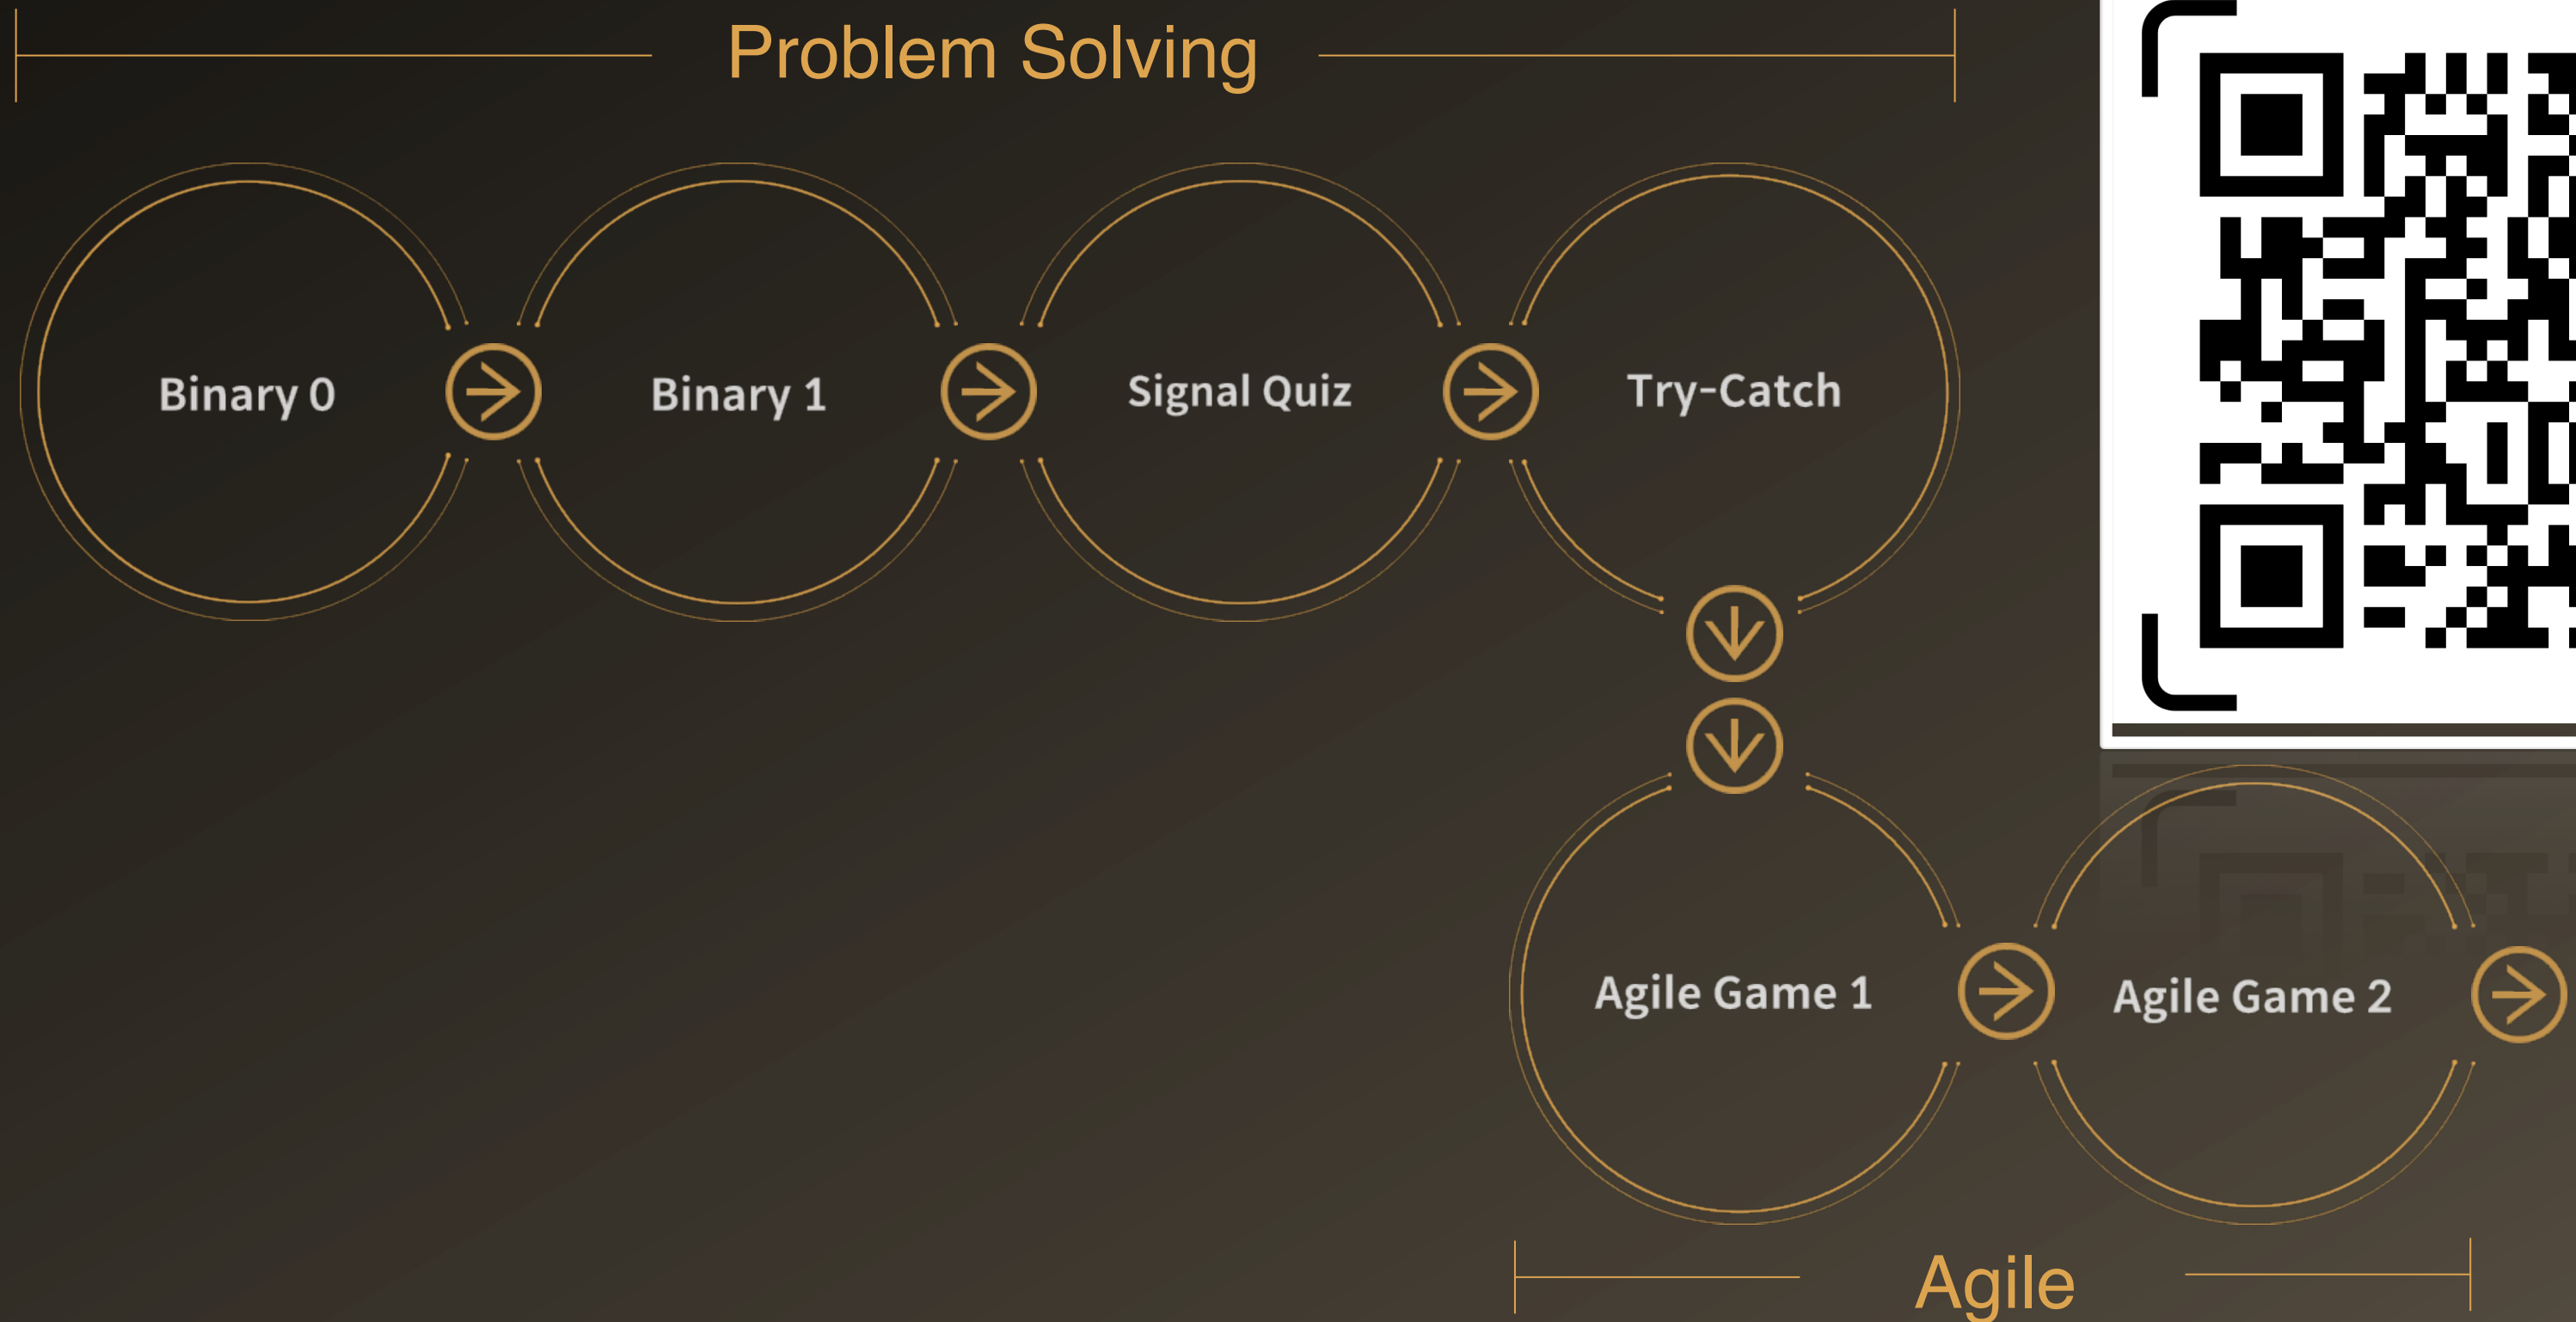 Problem Solving
Binary 0
Binary 1
Signal Quiz
Try-Catch
Agile Game 1
Agile Game 2
Agile